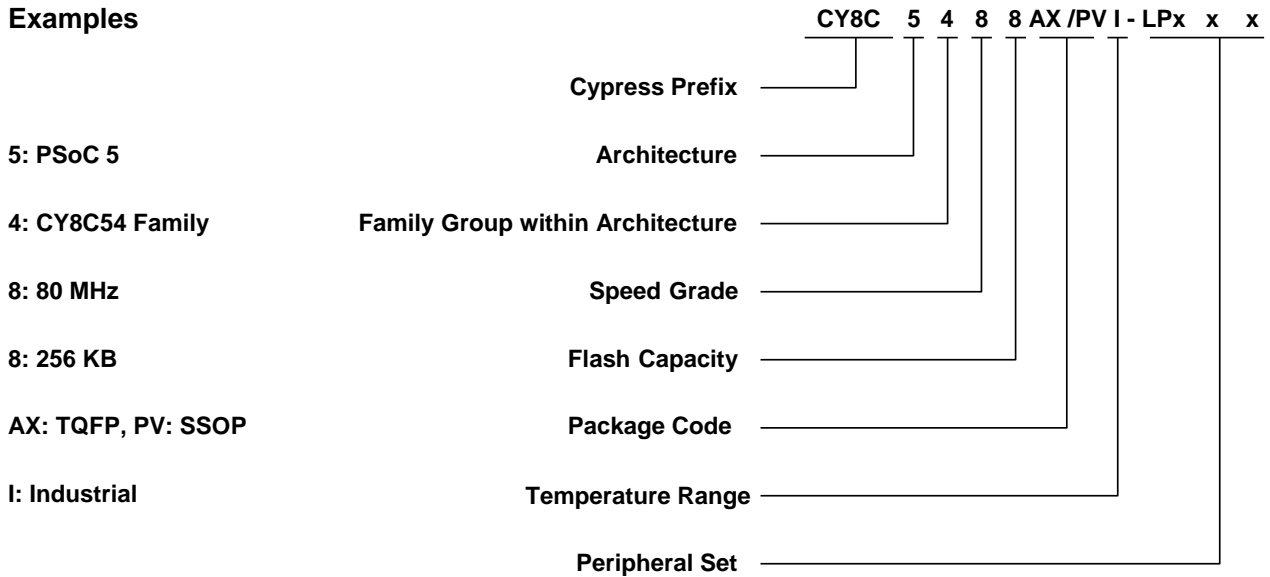 Examples CY8C 5 4 8 8 AX /PV I - LPx x x
Cypress Prefix
5: PSoC 5 Architecture
4: CY8C54 Family Family Group within Architecture
8: 80 MHz Speed Grade
8: 256 KB Flash Capacity
AX: TQFP, PV: SSOP Package Code
I: Industrial Temperature Range
Peripheral Set